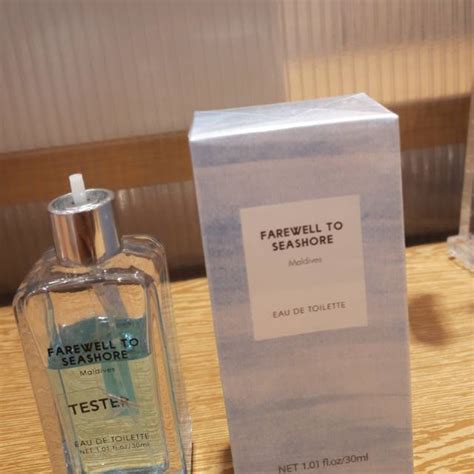 FAREWELL TO
SEASHORE
Maldives
TESTER
EAU DE TOILETTE
NET 1.01 fl.oz/30ml
FAREWELL TO
SEASHORE
Maldives
EAU DE TOILETTE
NET 1.01 fl.oz/30ml